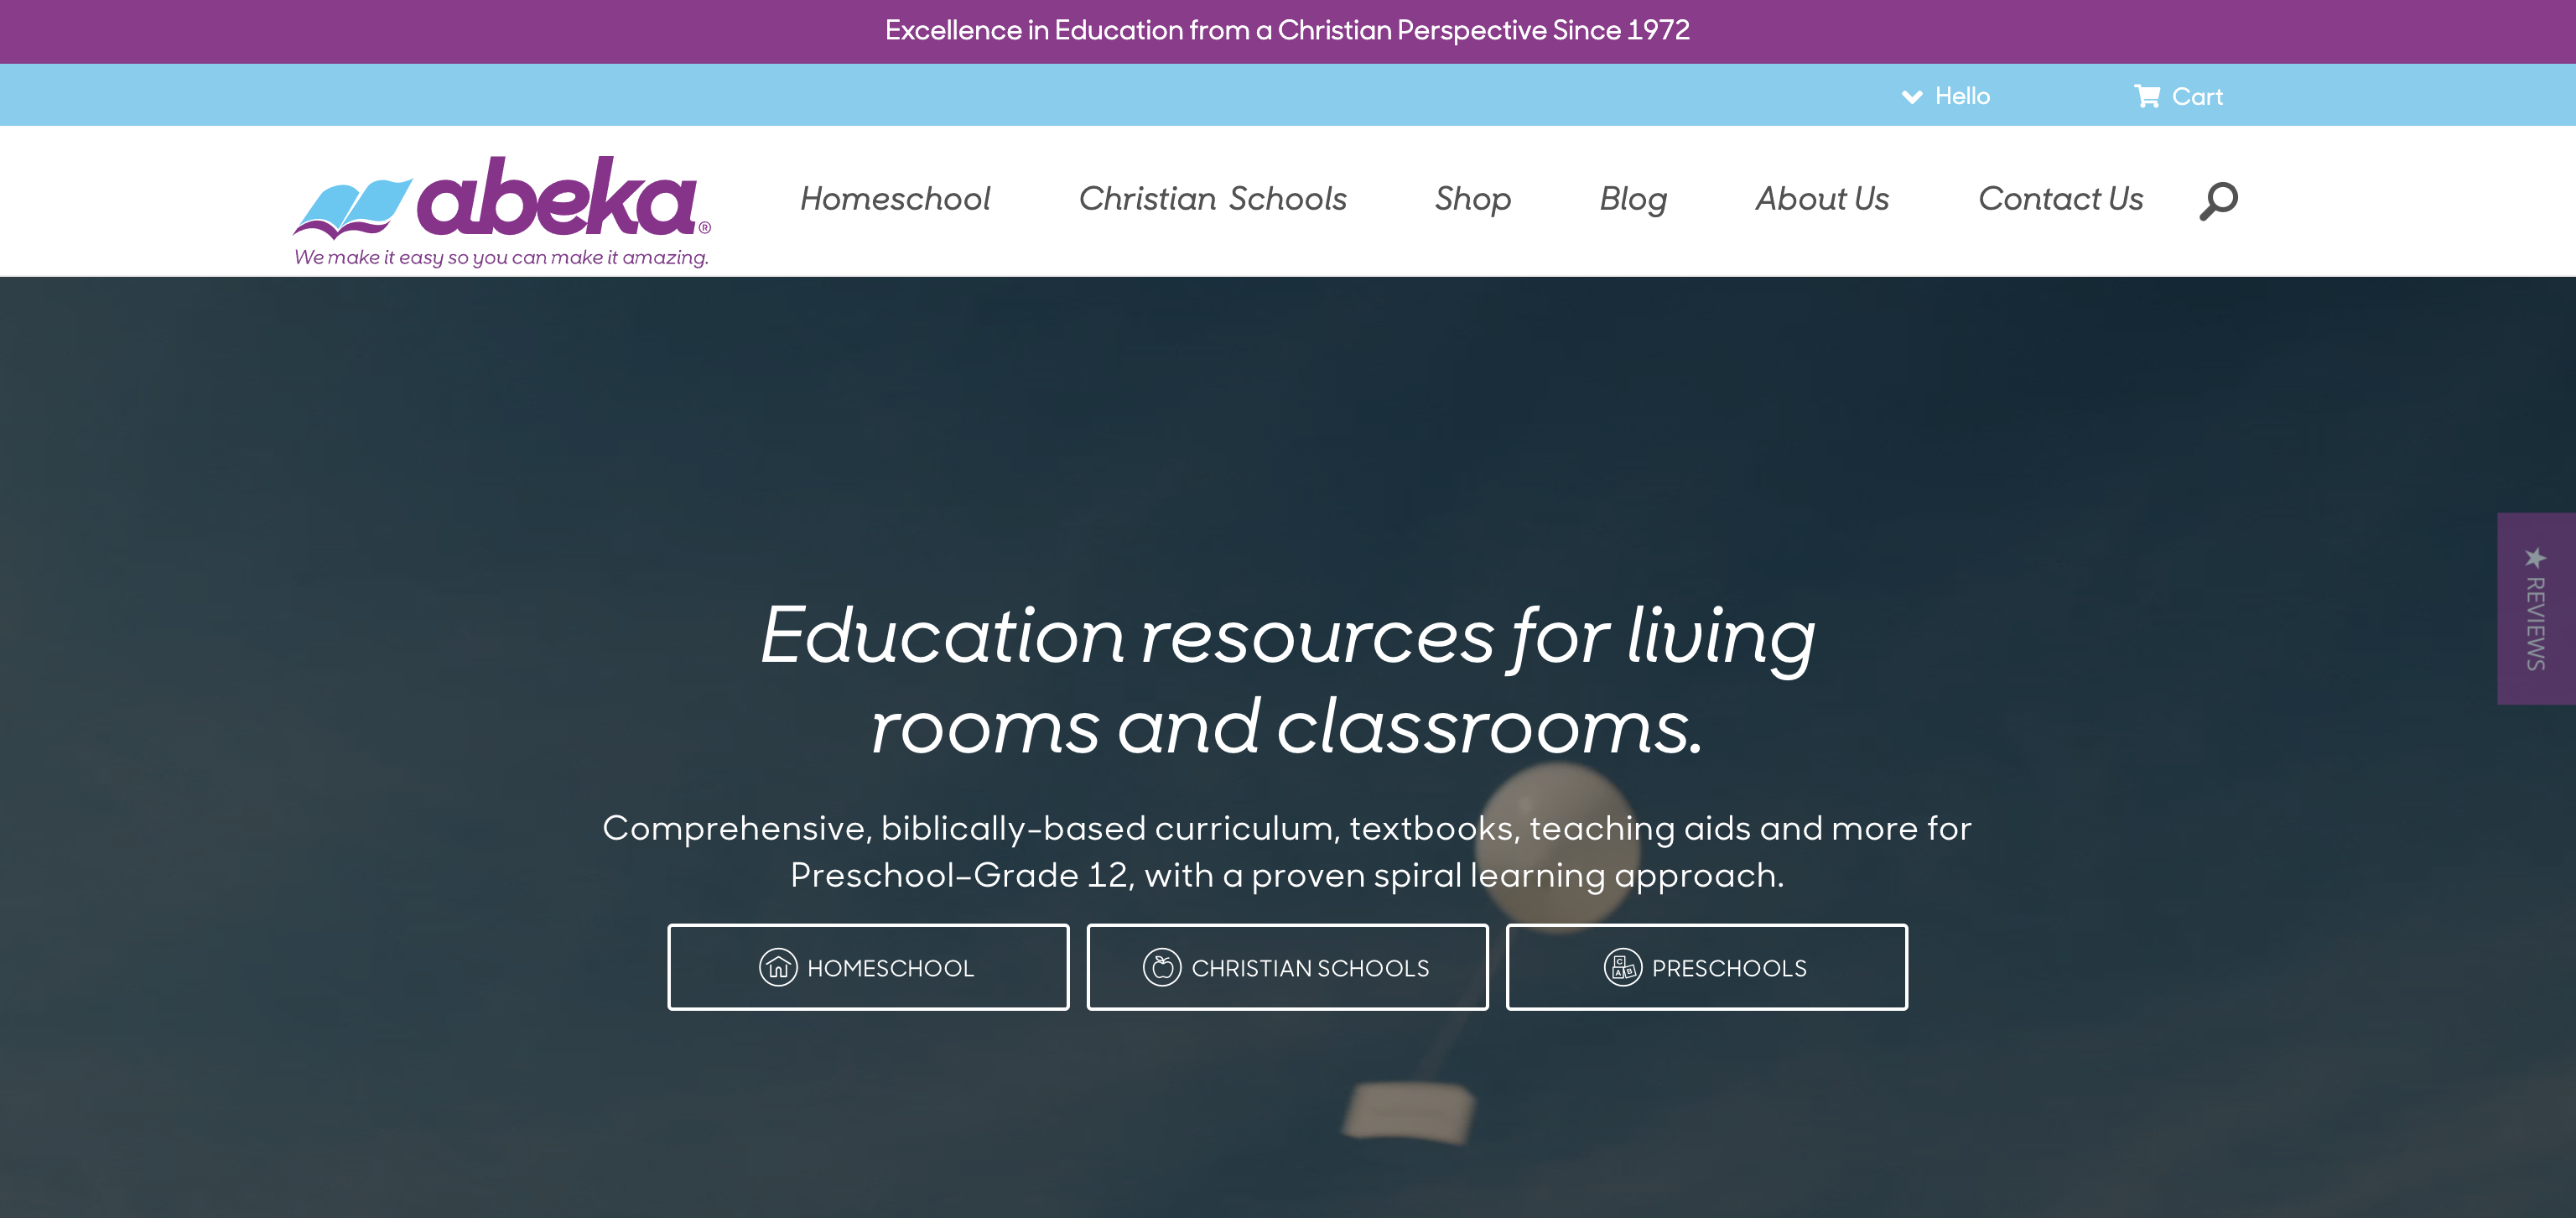 Excellence in Education from a Christian Perspective Since 1972
Hello
Cart
abeka®
We make it easy so you can make it amazing.
Homeschool
Christian Schools
Shop
Blog
About Us
Contact Us
★ REVIEWS
Education resources for living
rooms and classrooms.
Comprehensive, biblically-based curriculum, textbooks, teaching aids and more for
Preschool–Grade 12, with a proven spiral learning approach.
HOMESCHOOL
CHRISTIAN SCHOOLS
C
A B
PRESCHOOLS